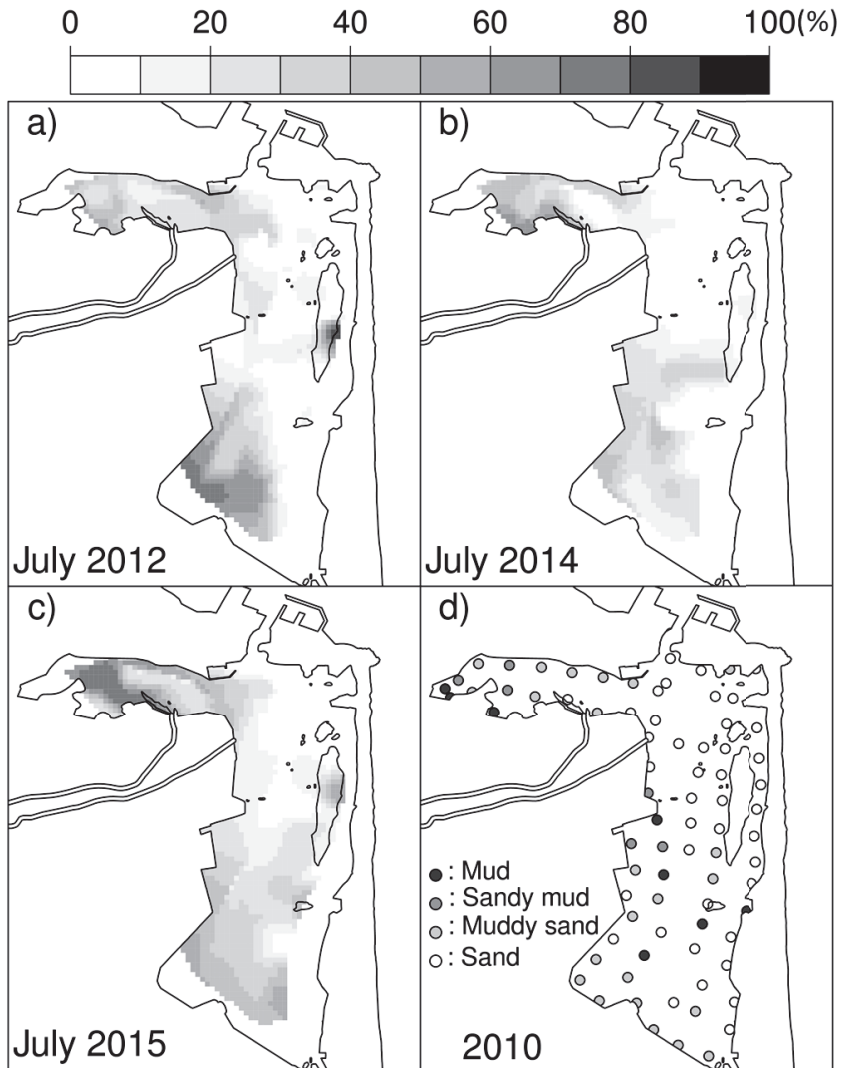 0 20 40 60 80 100(%)
a)
b)
July 2012
July 2014
c)
d)
: Mud
: Sandy mud
: Muddy sand
: Sand
July 2015
2010